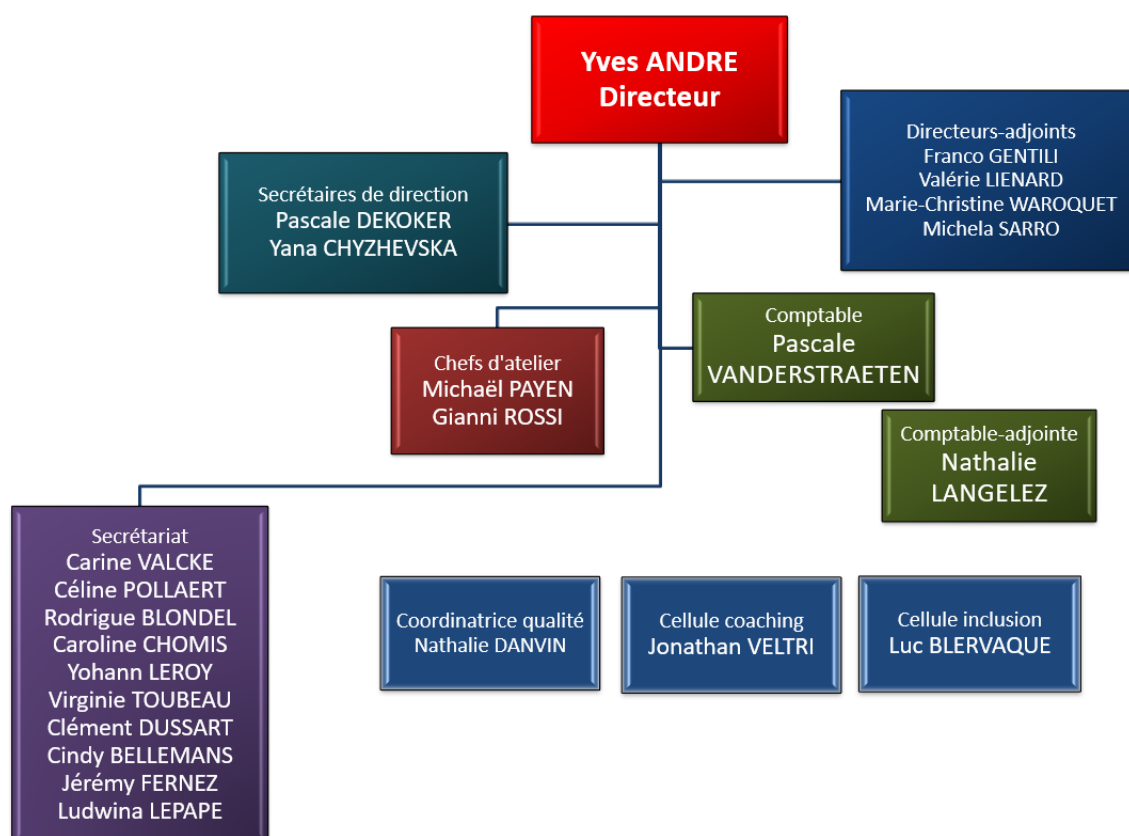 Yves ANDRE
Directeur
Directeurs-adjoints
Franco GENTILI
Valérie LIENARD
Marie-Christine WAROQUET
Michela SARRO
Secrétaires de direction
Pascale DEKOKER
Yana CHYZHEVSKA
Comptable
Pascale
VANDERSTRAETEN
Chefs d'atelier
Michaël PAYEN
Gianni ROSSI
Comptable-adjointe
Nathalie
LANGELEZ
Secrétariat
Carine VALCKE
Céline POLLAERT
Rodrigue BLONDEL
Caroline CHOMIS
Yohann LEROY
Virginie TOUBEAU
Clément DUSSART
Cindy BELLEMANS
Jérémy FERNEZ
Ludwina LEPAPE
Coordinatrice qualité
Nathalie DANVIN
Cellule coaching
Jonathan VELTRI
Cellule inclusion
Luc BLERVAQUE